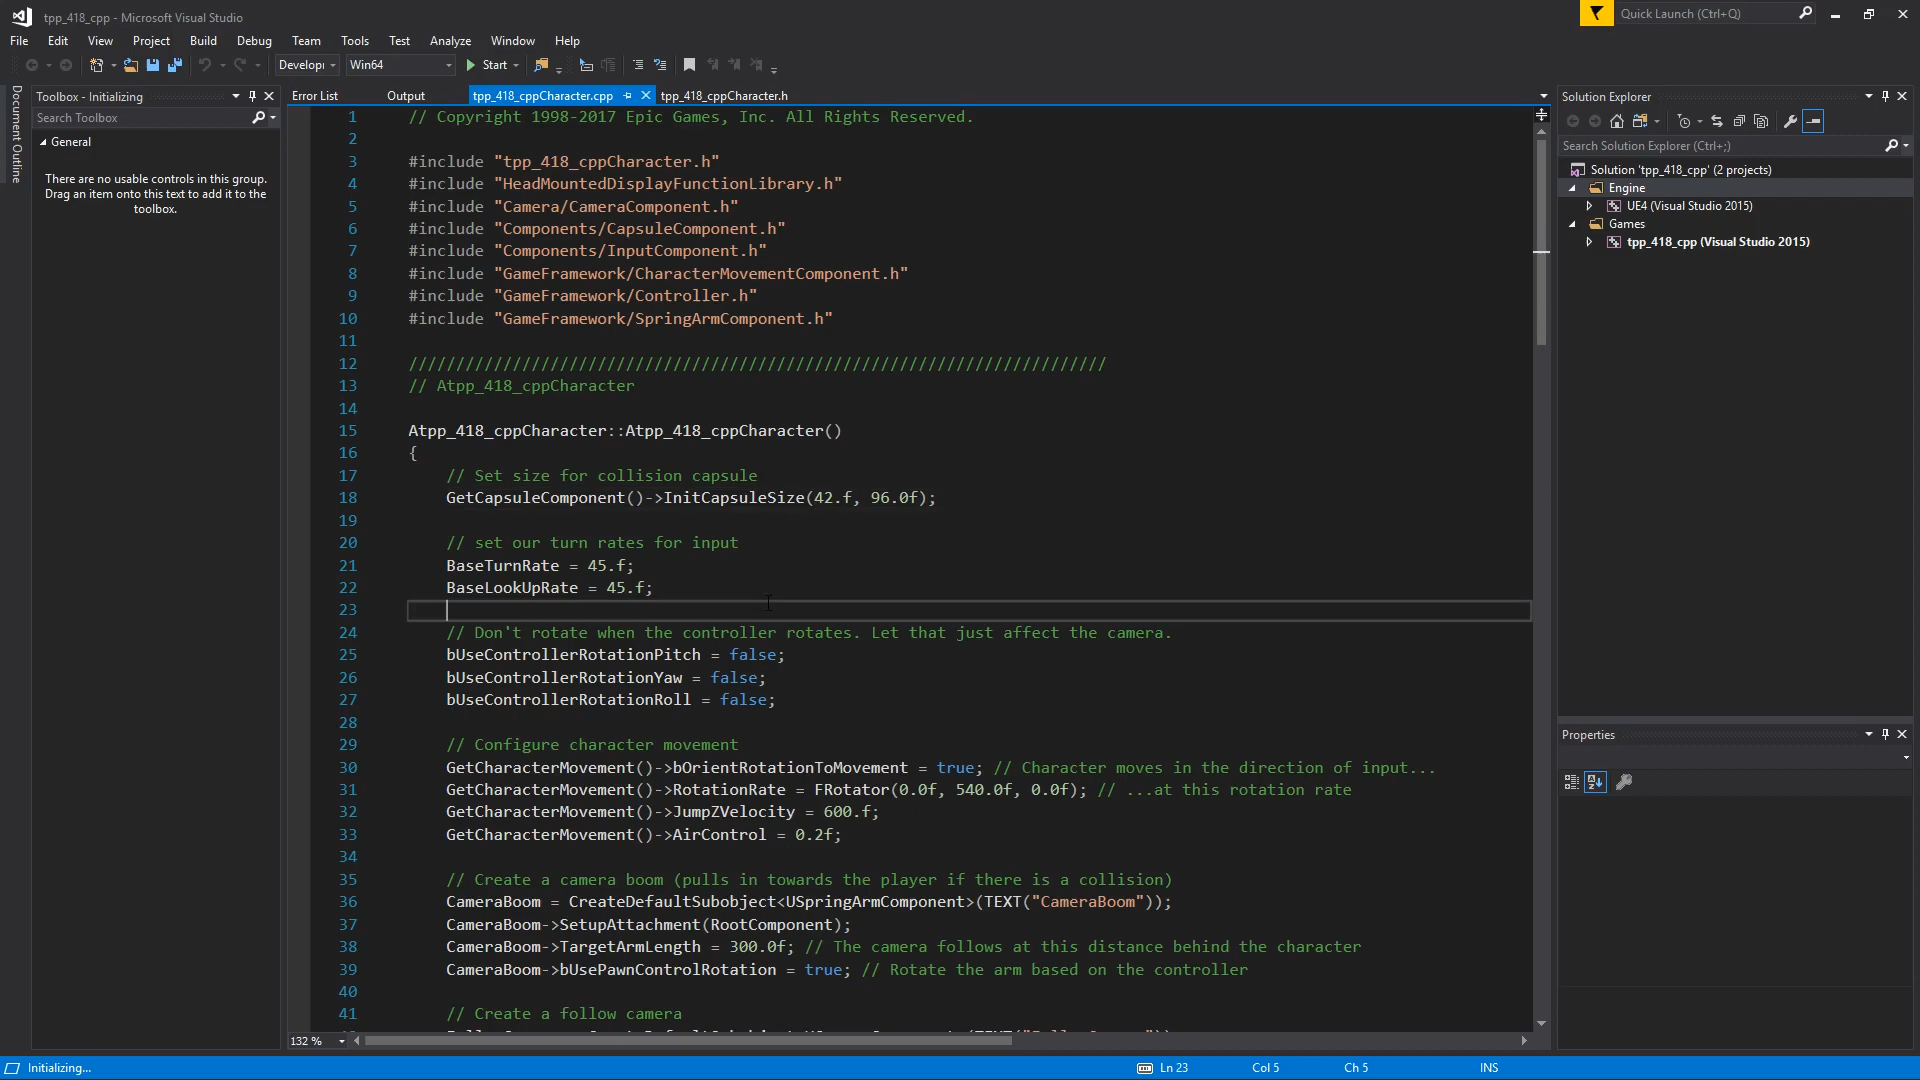 tpp_418_cpp - Microsoft Visual Studio
Quick Launch (Ctrl+Q)
File Edit View Project Build Debug Team Tools Test Analyze Window Help
Develop Win64 Start
Document Outline
Toolbox - Initializing
Search Toolbox
General
There are no usable controls in this group.
Drag an item onto this text to add it to the
toolbox.
Error List Output tpp_418_cppCharacter.cpp tpp_418_cppCharacter.h
1 // Copyright 1998-2017 Epic Games, Inc. All Rights Reserved.
2
3 #include "tpp_418_cppCharacter.h"
4 #include "HeadMountedDisplayFunctionLibrary.h"
5 #include "Camera/CameraComponent.h"
6 #include "Components/CapsuleComponent.h"
7 #include "Components/InputComponent.h"
8 #include "GameFramework/CharacterMovementComponent.h"
9 #include "GameFramework/Controller.h"
10 #include "GameFramework/SpringArmComponent.h"
11
12 //////////////////////////////////////////////////////////////////////////
13 // Atpp_418_cppCharacter
14
15 Atpp_418_cppCharacter::Atpp_418_cppCharacter()
16 {
17 // Set size for collision capsule
18 GetCapsuleComponent()->InitCapsuleSize(42.f, 96.0f);
19
20 // set our turn rates for input
21 BaseTurnRate = 45.f;
22 BaseLookUpRate = 45.f;
23
24 // Don't rotate when the controller rotates. Let that just affect the camera.
25 bUseControllerRotationPitch = false;
26 bUseControllerRotationYaw = false;
27 bUseControllerRotationRoll = false;
28
29 // Configure character movement
30 GetCharacterMovement()->bOrientRotationToMovement = true; // Character moves in the direction of input...
31 GetCharacterMovement()->RotationRate = FRotator(0.0f, 540.0f, 0.0f); // ...at this rotation rate
32 GetCharacterMovement()->JumpZVelocity = 600.f;
33 GetCharacterMovement()->AirControl = 0.2f;
34
35 // Create a camera boom (pulls in towards the player if there is a collision)
36 CameraBoom = CreateDefaultSubobject<USpringArmComponent>(TEXT("CameraBoom"));
37 CameraBoom->SetupAttachment(RootComponent);
38 CameraBoom->TargetArmLength = 300.0f; // The camera follows at this distance behind the character
39 CameraBoom->bUsePawnControlRotation = true; // Rotate the arm based on the controller
40
41 // Create a follow camera
132 %
Solution Explorer
Search Solution Explorer (Ctrl+;)
Solution 'tpp_418_cpp' (2 projects)
Engine
UE4 (Visual Studio 2015)
Games
tpp_418_cpp (Visual Studio 2015)
Properties
Initializing... Ln 23 Col 5 Ch 5 INS